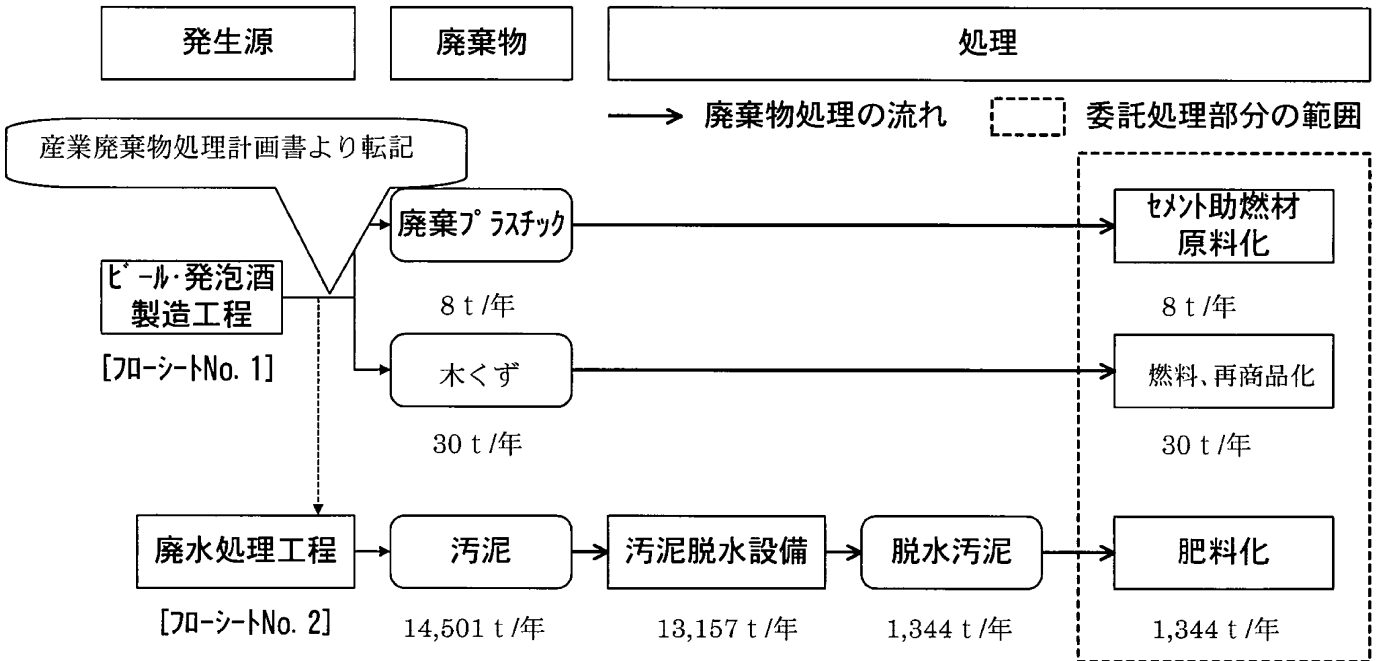 発生源
廃棄物
処理
廃棄物処理の流れ
委託処理部分の範囲
産業廃棄物処理計画書より転記
廃棄プラスチック
セメント助燃材
原料化
ビール・発泡酒
製造工程
8 t /年
8 t /年
[フローシートNo. 1]
木くず
燃料、再商品化
30 t /年
30 t /年
廃水処理工程
汚泥
汚泥脱水設備
脱水汚泥
肥料化
[フローシートNo. 2]
14,501 t /年
13,157 t /年
1,344 t /年
1,344 t /年